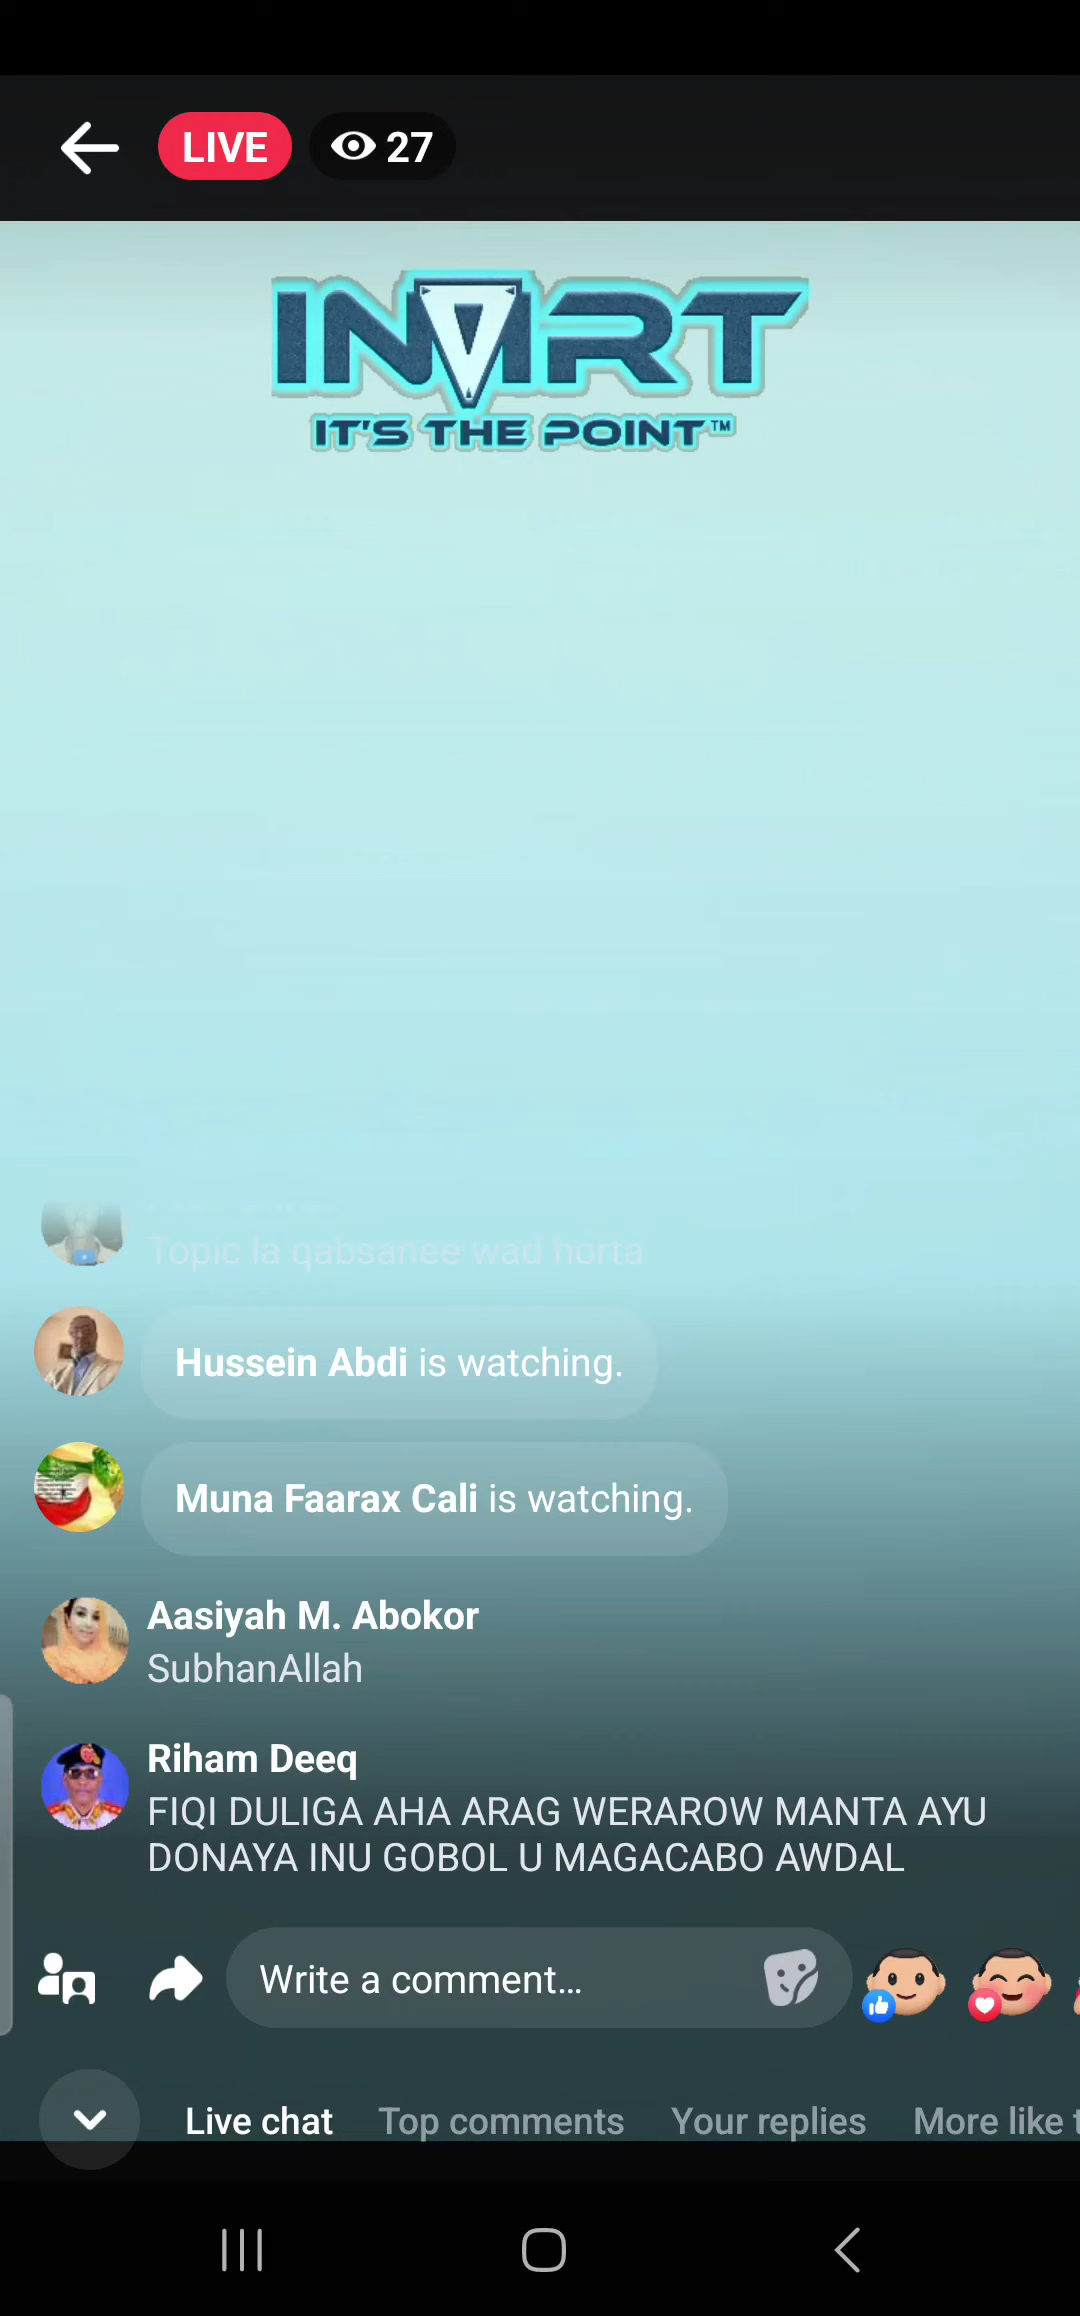 LIVE 27
INVRT
IT'S THE POINT™
Topic la qabsanee wad horta
Hussein Abdi is watching.
Muna Faarax Cali is watching.
Aasiyah M. Abokor
SubhanAllah
Riham Deeq
FIQI DULIGA AHA ARAG WERAROW MANTA AYU
DONAYA INU GOBOL U MAGACABO AWDAL
Write a comment...
Live chat Top comments Your replies More like